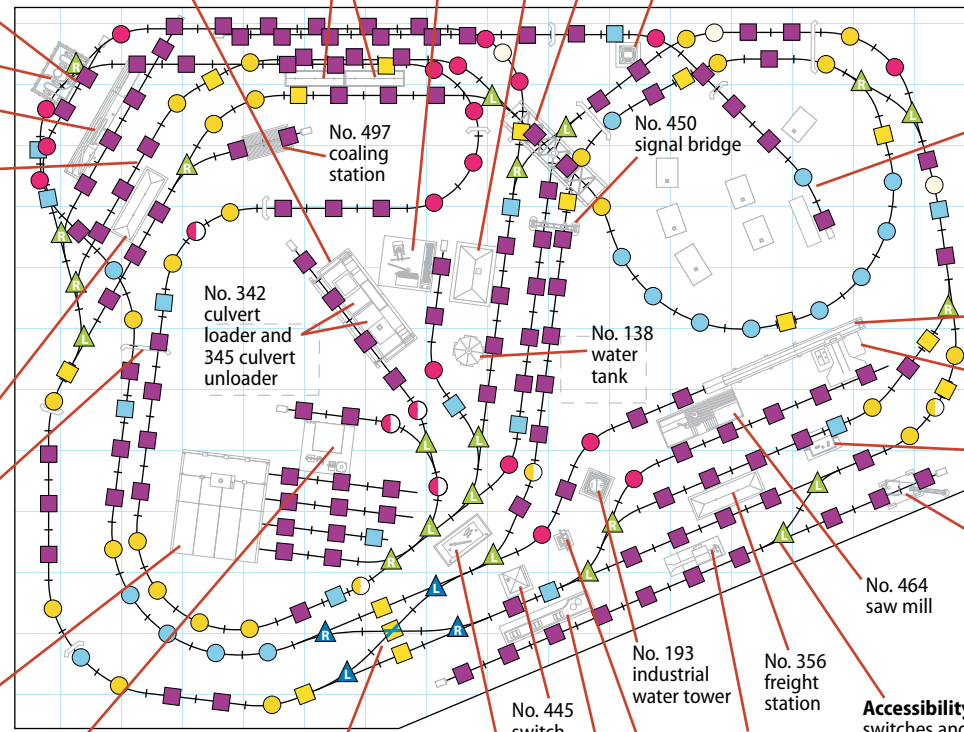 No. 497
coaling
station
No. 450
signal bridge
No. 342
culvert
loader and
345 culvert
unloader
No. 138
water
tank
No. 464
saw mill
No. 193
industrial
water tower
No. 356
freight
station
No. 445
switch
Accessibility
switches and
R
L
L
R
R
L
R
L
R
R
L
L
R
L
L
L
L
R
L
L
R
L
R
L
R
L
L